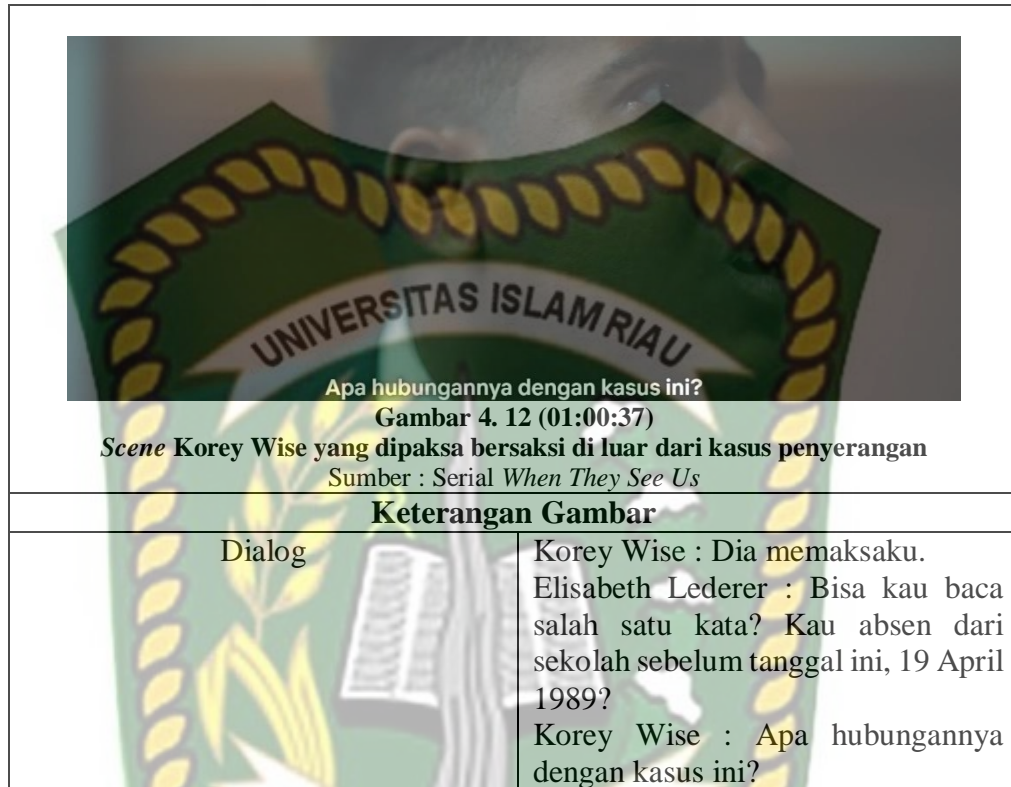 UNIVERSITAS ISLAM RIAU
Apa hubungannya dengan kasus ini?
Gambar 4. 12 (01:00:37)
Scene Korey Wise yang dipaksa bersaksi di luar dari kasus penyerangan
Sumber : Serial When They See Us
Keterangan Gambar
Dialog
Korey Wise : Dia memaksaku.
Elisabeth Lederer : Bisa kau baca
salah satu kata? Kau absen dari
sekolah sebelum tanggal ini, 19 April
1989?
Korey Wise : Apa hubungannya
dengan kasus ini?